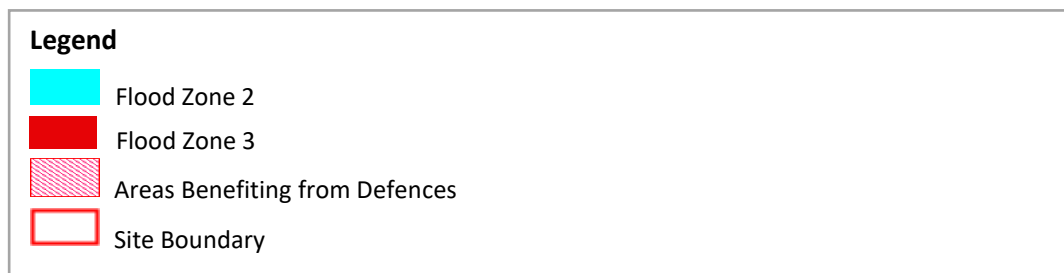 Legend
Flood Zone 2
Flood Zone 3
Areas Benefiting from Defences
Site Boundary